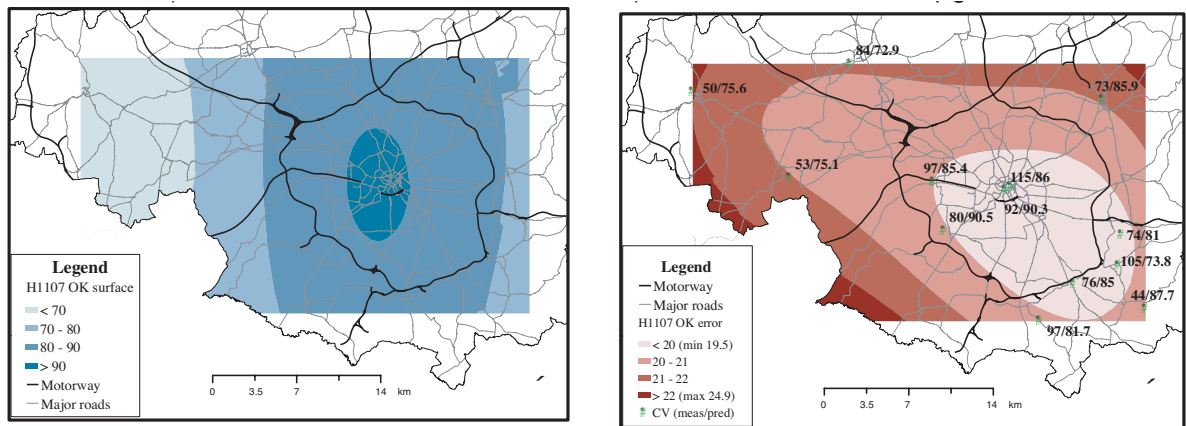 Legend
H1107 OK surface
< 70
70 - 80
80 - 90
> 90
Motorway
Major roads
0 3.5 7 14 km
84/72.9
50/75.6
73/85.9
53/75.1
97/85.4
115/86
92/90.3
80/90.5
74/81
105/73.8
76/85
44/87.7
97/81.7
Legend
Motorway
Major roads
H1107 OK error
< 20 (min 19.5)
20 - 21
21 - 22
> 22 (max 24.9)
CV (meas/pred)
0 3.5 7 14 km